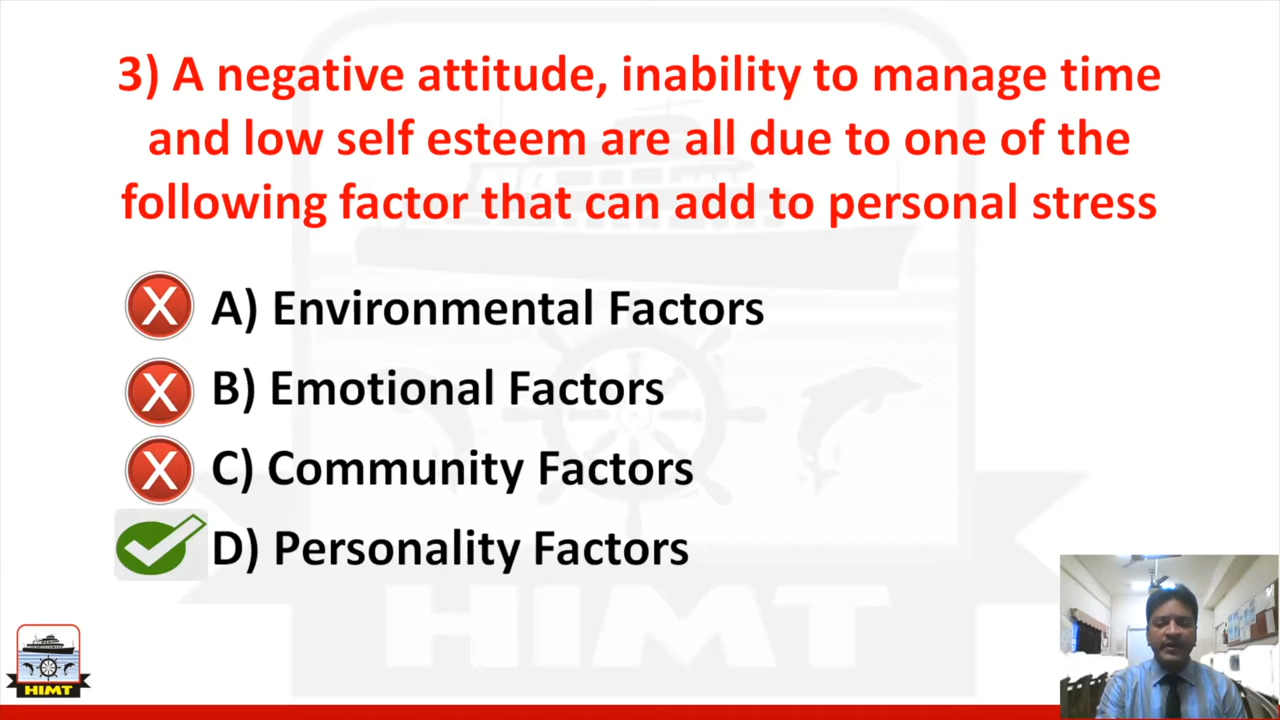 3) A negative attitude, inability to manage time
and low self esteem are all due to one of the
following factor that can add to personal stress
X A) Environmental Factors
X B) Emotional Factors
X C) Community Factors
D) Personality Factors
HIMT
HIMT